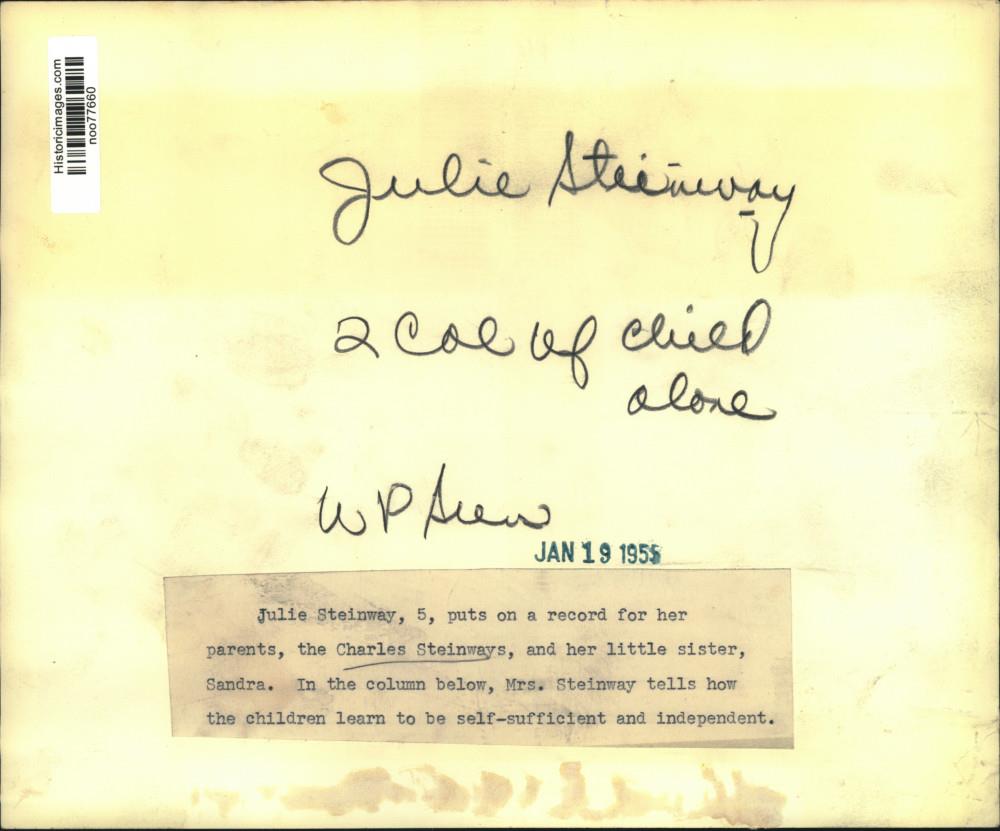 Historicimages.com
noo77660
Julie Steinway
2 Col of child
alone
W P
JAN 19 1955
Julie Steinway, 5, puts on a record for her
parents, the Charles Steinways, and her little sister,
Sandra. In the column below, Mrs. Steinway tells how
the children learn to be self-sufficient and independent.